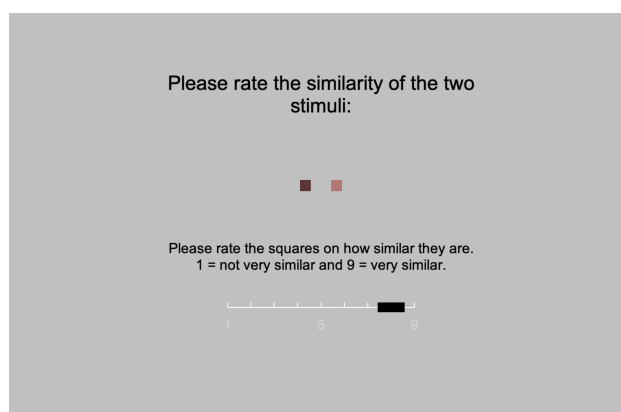 Please rate the similarity of the two
stimuli:
Please rate the squares on how similar they are.
1 = not very similar and 9 = very similar.
1 5 9